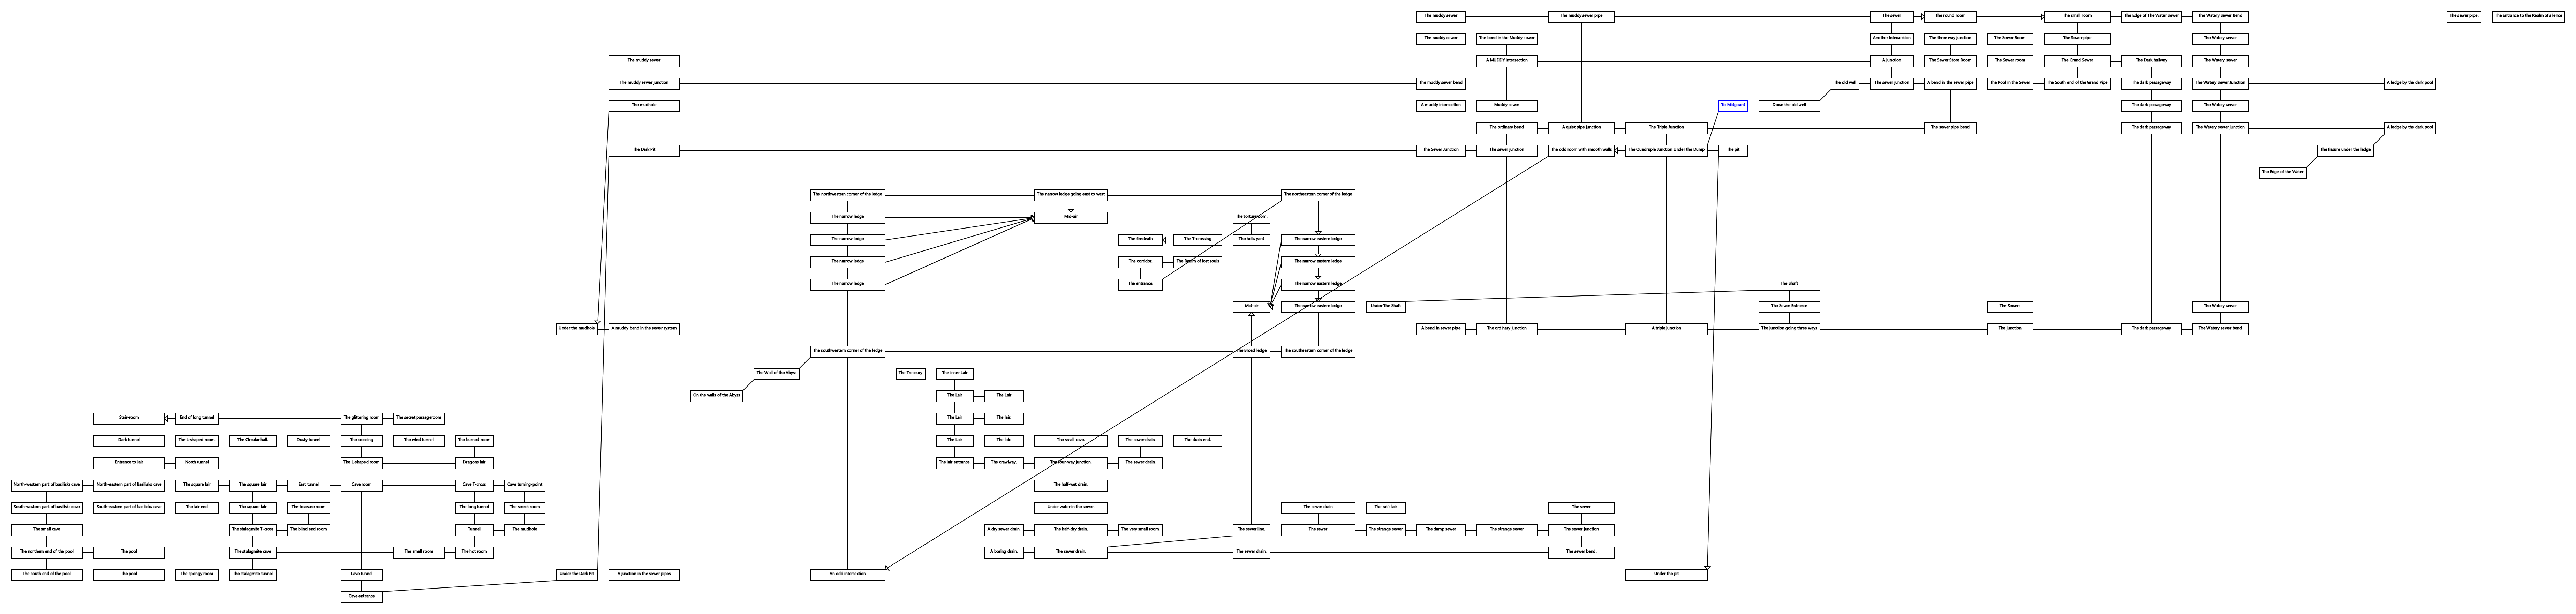 The muddy sewer
The muddy sewer pipe
The sewer
The round room
The small room
The Edge of The Water Sewer
The Watery Sewer Bend
The sewer pipe.
The Entrance to the Realm of silence
The muddy sewer
The bend in the Muddy sewer
Another intersection
The three way junction
The Sewer Room
The Sewer pipe
The Watery sewer
The muddy sewer
A MUDDY intersection
A junction
The Sewer Store Room
The Sewer room
The Grand Sewer
The Dark hallway
The Watery sewer
The muddy sewer junction
The muddy sewer bend
The old well
The sewer junction
A bend in the sewer pipe
The Pool in the Sewer
The South end of the Grand Pipe
The dark passageway
The Watery Sewer Junction
A ledge by the dark pool
The mudhole
A muddy intersection
Muddy sewer
To Midgaard
Down the old well
The dark passageway
The Watery sewer
The ordinary bend
A quiet pipe junction
The Triple Junction
The sewer pipe bend
The dark passageway
The Watery sewer junction
A ledge by the dark pool
The Dark Pit
The Sewer Junction
The sewer junction
The odd room with smooth walls
The Quadruple Junction Under the Dump
The pit
The fissure under the ledge
The Edge of the Water
The northwestern corner of the ledge
The narrow ledge going east to west
The northeastern corner of the ledge
The narrow ledge
Mid-air
The tortureroom.
The narrow ledge
The firedeath
The T-crossing
The hells yard
The narrow eastern ledge
The narrow ledge
The corridor.
The Realm of lost souls
The narrow eastern ledge
The narrow ledge
The entrance.
The narrow eastern ledge
The Shaft
Mid-air
The narrow eastern ledge
Under The Shaft
The Sewer Entrance
The Sewers
The Watery sewer
Under the mudhole
A muddy bend in the sewer system
A bend in sewer pipe
The ordinary junction
A triple junction
The junction going three ways
The junction
The dark passageway
The Watery sewer bend
The southwestern corner of the ledge
The Broad ledge
The southeastern corner of the ledge
The Wall of the Abyss
The Treasury
The inner Lair
On the walls of the Abyss
The Lair
The Lair
Stair-room
End of long tunnel
The glittering room
The secret passageroom
The Lair
The lair.
Dark tunnel
The L-shaped room.
The Circular hall.
Dusty tunnel
The crossing
The wind tunnel
The burned room
The Lair
The lair.
The small cave.
The sewer drain.
The drain end.
Entrance to lair
North tunnel
The L-shaped room
Dragons lair
The lair entrance.
The crawlway.
The four-way junction.
The sewer drain.
North-western part of basilisks cave
North-eastern part of Basilisks cave
The square lair
The square lair
East tunnel
Cave room
Cave T-cross
Cave turning-point
The half-wet drain.
South-western part of basilisks cave
South-eastern part of basilisk cave
The lair end
The square lair
The treasure room
The long tunnel
The secret room
Under water in the sewer.
The sewer drain
The rat's lair
The sewer
The small cave
The stalagmite T-cross
The blind end room
Tunnel
The mudhole
A dry sewer drain.
The half-dry drain.
The very small room.
The sewer line.
The sewer
The strange sewer
The damp sewer
The strange sewer
The sewer junction
The northern end of the pool
The pool
The stalagmite cave
The small room
The hot room
A boring drain.
The sewer drain.
The sewer drain.
The sewer bend.
The south end of the pool
The pool
The spongy room
The stalagmite tunnel
Cave tunnel
Under the Dark Pit
A junction in the sewer pipes
An odd intersection
Under the pit
Cave entrance